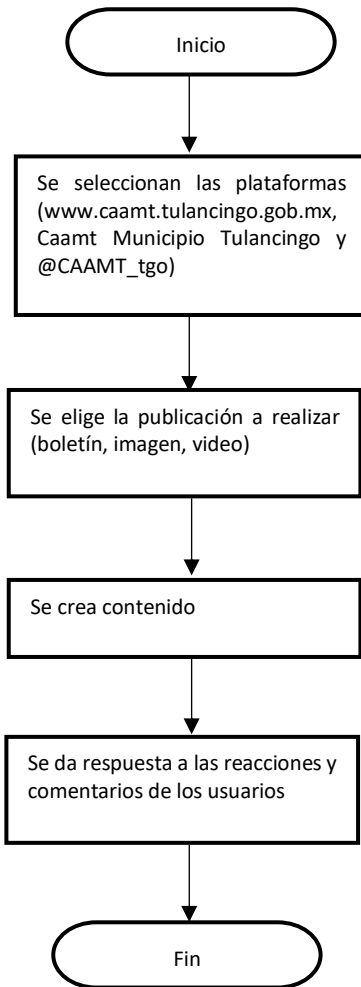 Inicio
Se seleccionan las plataformas
(www.caamt.tulancingo.gob.mx,
Caamt Municipio Tulancingo y
@CAAMT_tgo)
Se elige la publicación a realizar
(boletín, imagen, video)
Se crea contenido
Se da respuesta a las reacciones y
comentarios de los usuarios
Fin